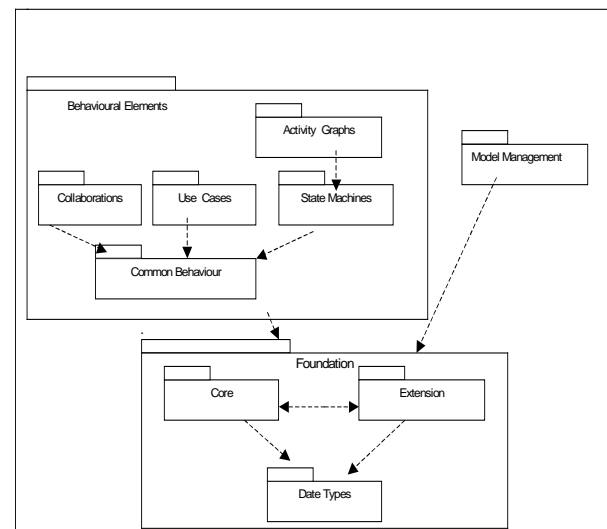 Behavioural Elements
Activity Graphs
Model Management
Collaborations
Use Cases
State Machines
Common Behaviour
Foundation
Core
Extension
Date Types